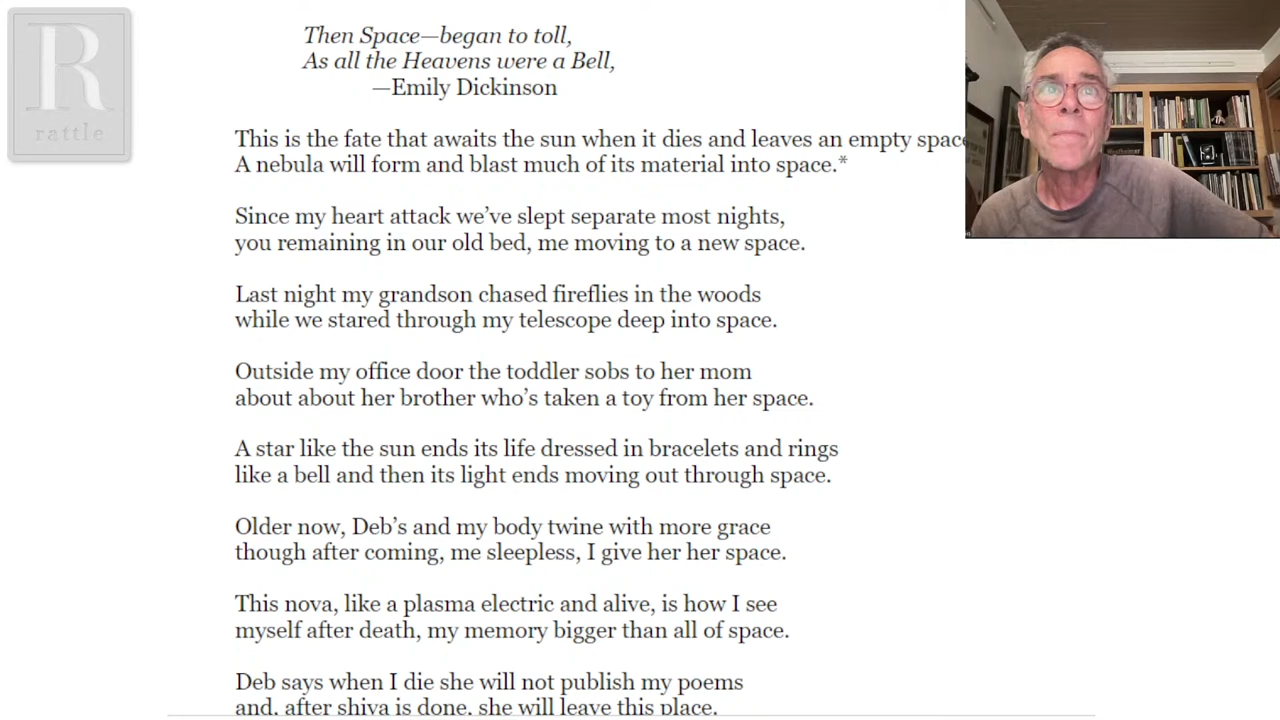 R
rattle
Then Space—began to toll,
As all the Heavens were a Bell,
—Emily Dickinson
This is the fate that awaits the sun when it dies and leaves an empty space
A nebula will form and blast much of its material into space.*
Since my heart attack we’ve slept separate most nights,
you remaining in our old bed, me moving to a new space.
Last night my grandson chased fireflies in the woods
while we stared through my telescope deep into space.
Outside my office door the toddler sobs to her mom
about about her brother who’s taken a toy from her space.
A star like the sun ends its life dressed in bracelets and rings
like a bell and then its light ends moving out through space.
Older now, Deb’s and my body twine with more grace
though after coming, me sleepless, I give her her space.
This nova, like a plasma electric and alive, is how I see
myself after death, my memory bigger than all of space.
Deb says when I die she will not publish my poems
and, after shiva is done, she will leave this place.